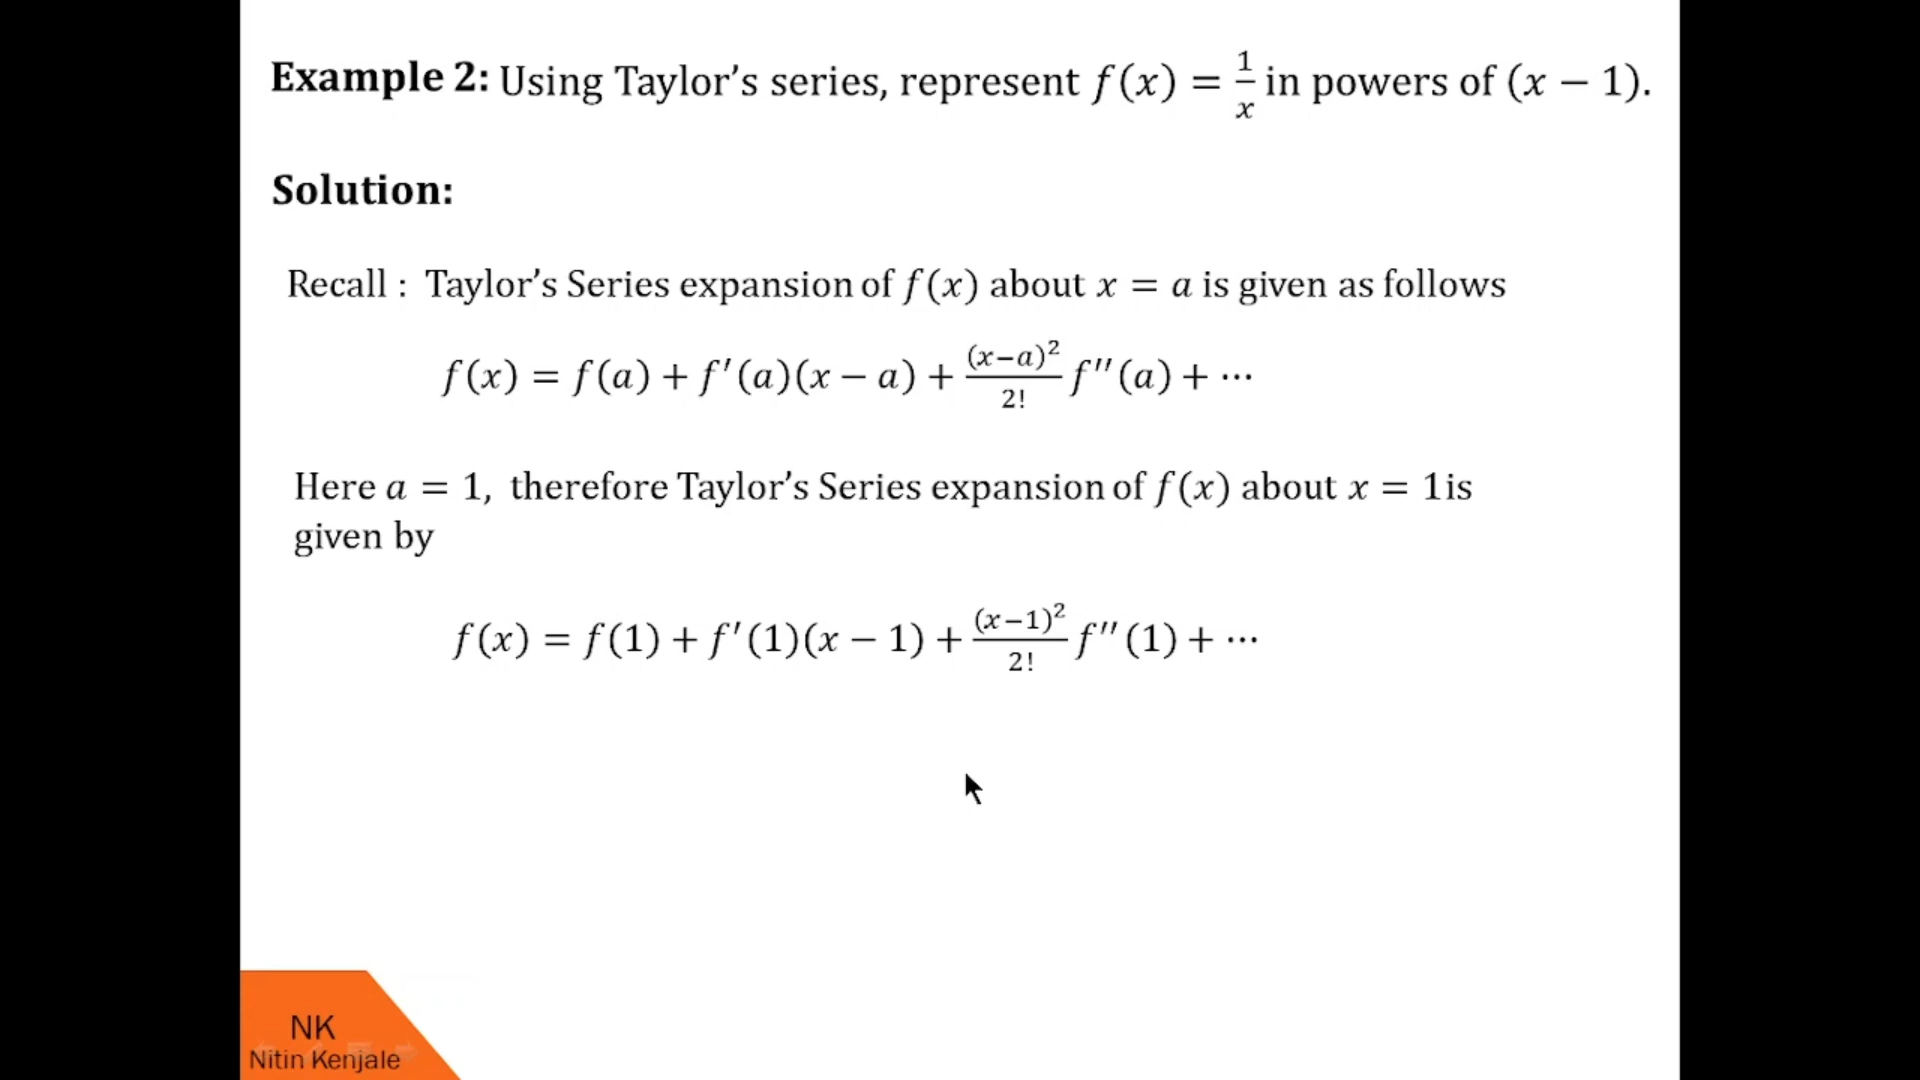 Example 2: Using Taylor’s series, represent f(x) = 1/x in powers of (x − 1).
Solution:
Recall : Taylor’s Series expansion of f(x) about x = a is given as follows
f(x) = f(a) + f′(a)(x − a) + (x−a)²/2! f″(a) + ⋯
Here a = 1, therefore Taylor’s Series expansion of f(x) about x = 1is
given by
f(x) = f(1) + f′(1)(x − 1) + (x−1)²/2! f″(1) + ⋯
NK
Nitin Kenjale